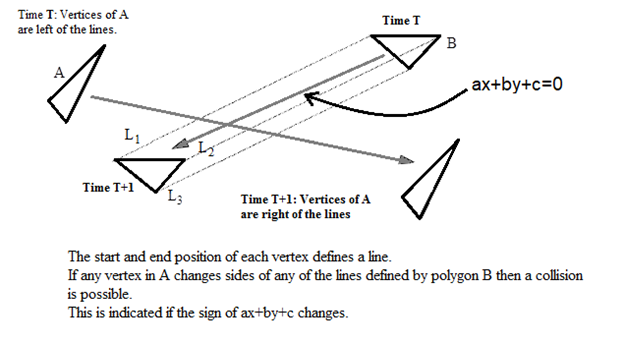 Time T: Vertices of A
are left of the lines.
Time T
B
A
ax+by+c=0
L1
L2
Time T+1
L3
Time T+1: Vertices of A
are right of the lines
The start and end position of each vertex defines a line.
If any vertex in A changes sides of any of the lines defined by polygon B then a collision
is possible.
This is indicated if the sign of ax+by+c changes.